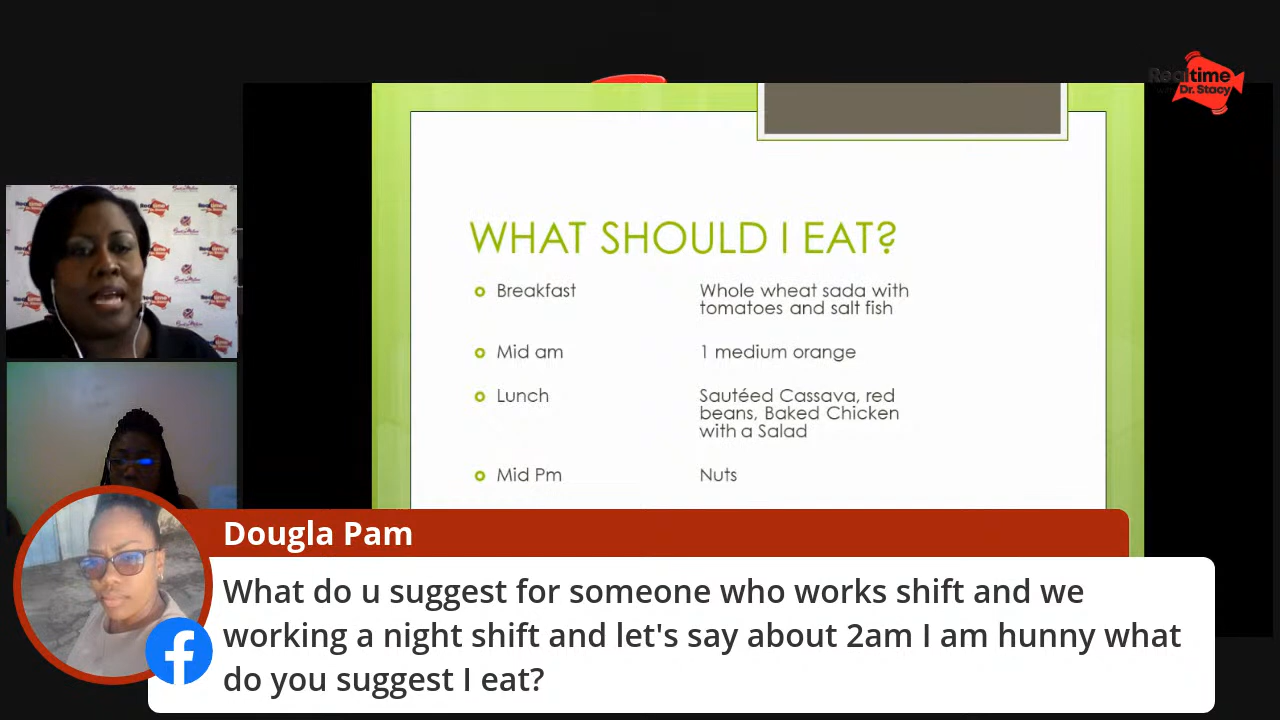 Realtime
Dr. Stacy
WHAT SHOULD I EAT?
Breakfast
Whole wheat sada with
tomatoes and salt fish
Mid am
1 medium orange
Lunch
Sautéed Cassava, red
beans, Baked Chicken
with a Salad
Mid Pm
Nuts
Dougla Pam
What do u suggest for someone who works shift and we
working a night shift and let's say about 2am I am hunny what
do you suggest I eat?